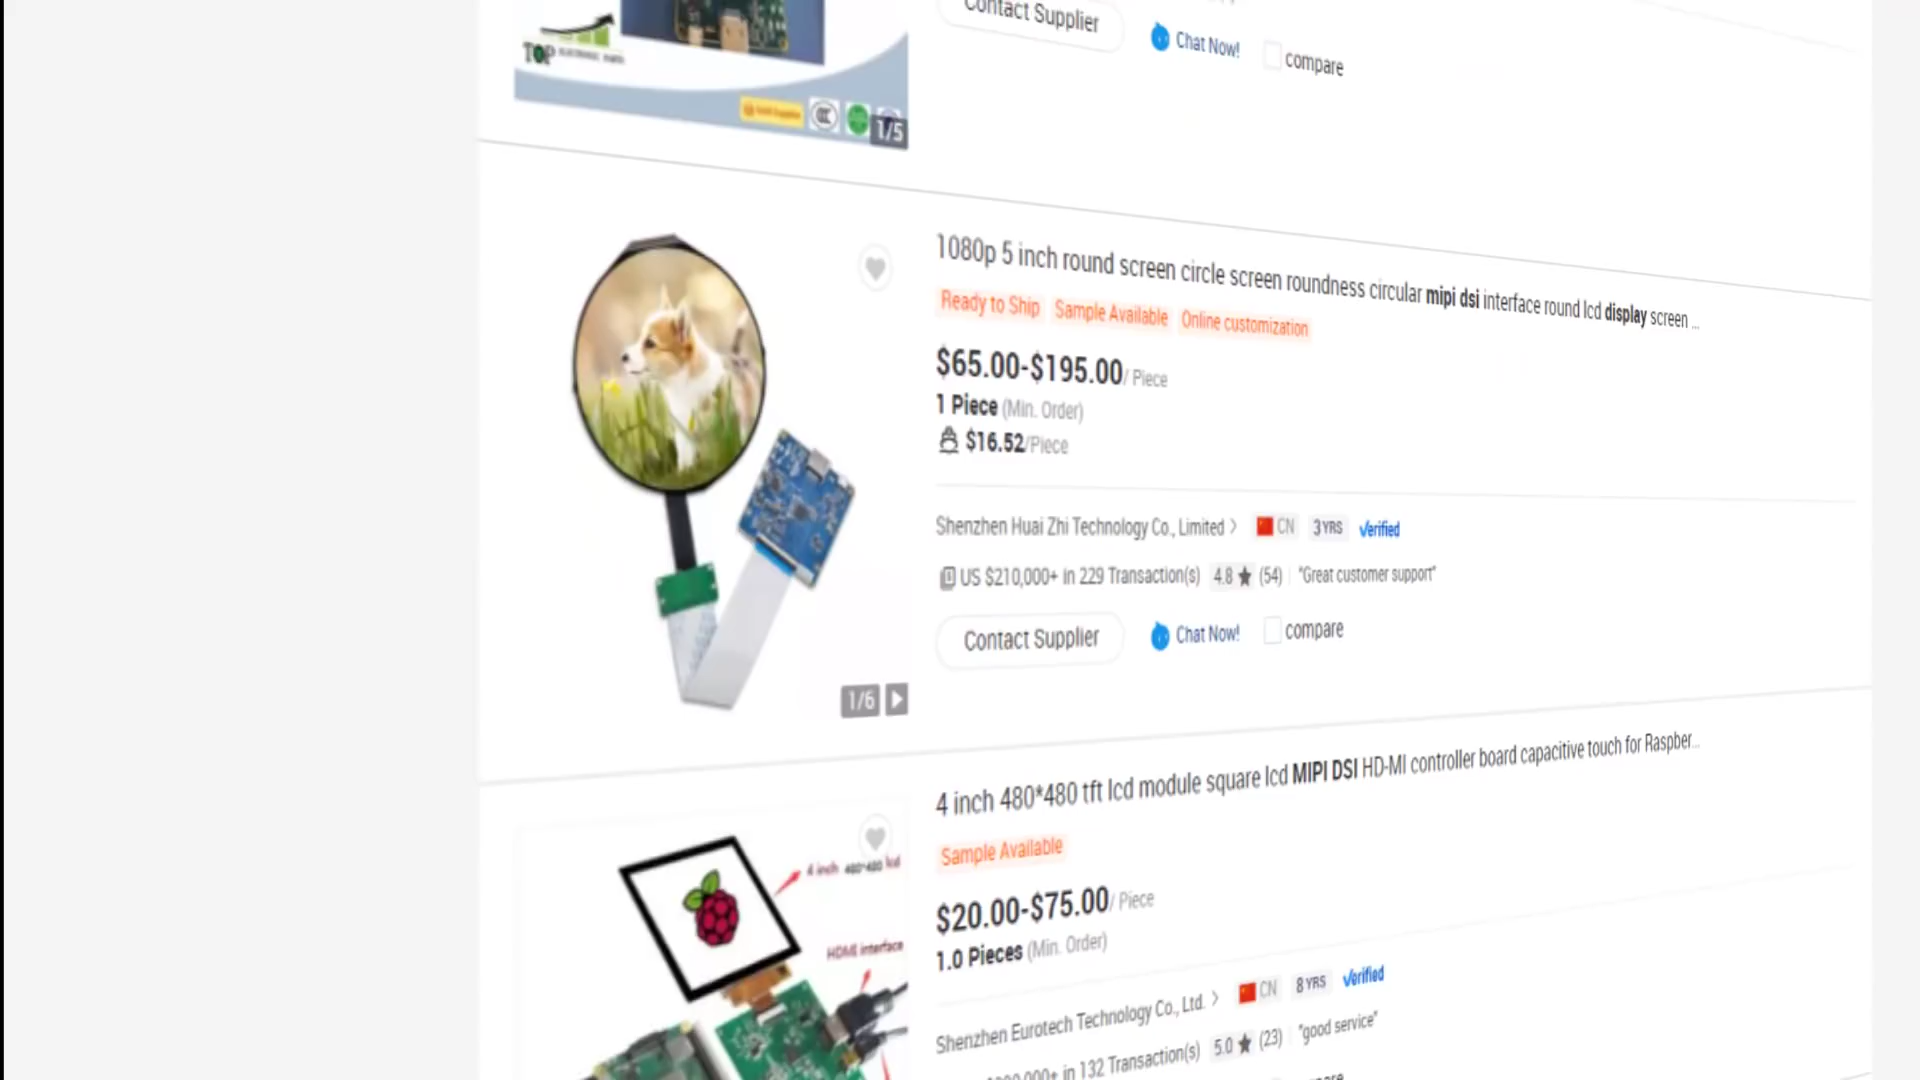 Contact Supplier
Chat Now!
compare
TOP ELECTRONIC PARTS
1/5
1080p 5 inch round screen circle screen roundness circular mipi dsi interface round lcd display screen ...
Ready to Ship Sample Available Online customization
$65.00-$195.00/ Piece
1 Piece (Min. Order)
$16.52/Piece
Shenzhen Huai Zhi Technology Co., Limited > CN 3 YRS Verified
US $210,000+ in 229 Transaction(s) 4.8 ★ (54) "Great customer support"
Contact Supplier Chat Now! compare
1/6
4 inch 480*480 tft lcd module square lcd MIPI DSI HD-MI controller board capacitive touch for Raspber...
Sample Available
4 inch 480*480 lcd
$20.00-$75.00/ Piece
HDMI interface
1.0 Pieces (Min. Order)
Shenzhen Eurotech Technology Co., Ltd. > CN 8 YRS Verified
in 132 Transaction(s) 5.0 ★ (23) "good service"